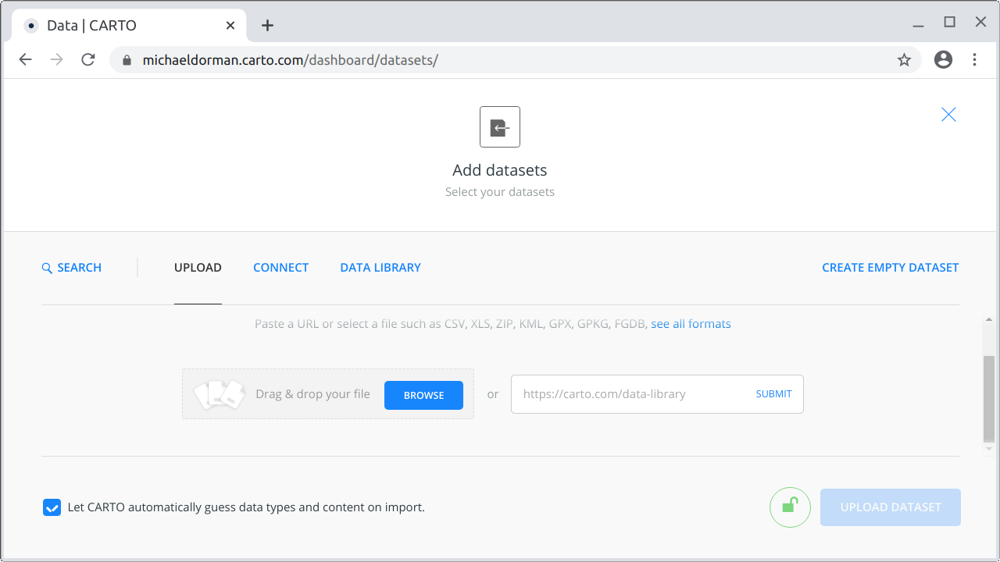 Data | CARTO
michaeldorman.carto.com/dashboard/datasets/
Add datasets
Select your datasets
SEARCH UPLOAD CONNECT DATA LIBRARY CREATE EMPTY DATASET
Paste a URL or select a file such as CSV, XLS, ZIP, KML, GPX, GPKG, FGDB, see all formats
Drag & drop your file BROWSE or https://carto.com/data-library SUBMIT
Let CARTO automatically guess data types and content on import. UPLOAD DATASET